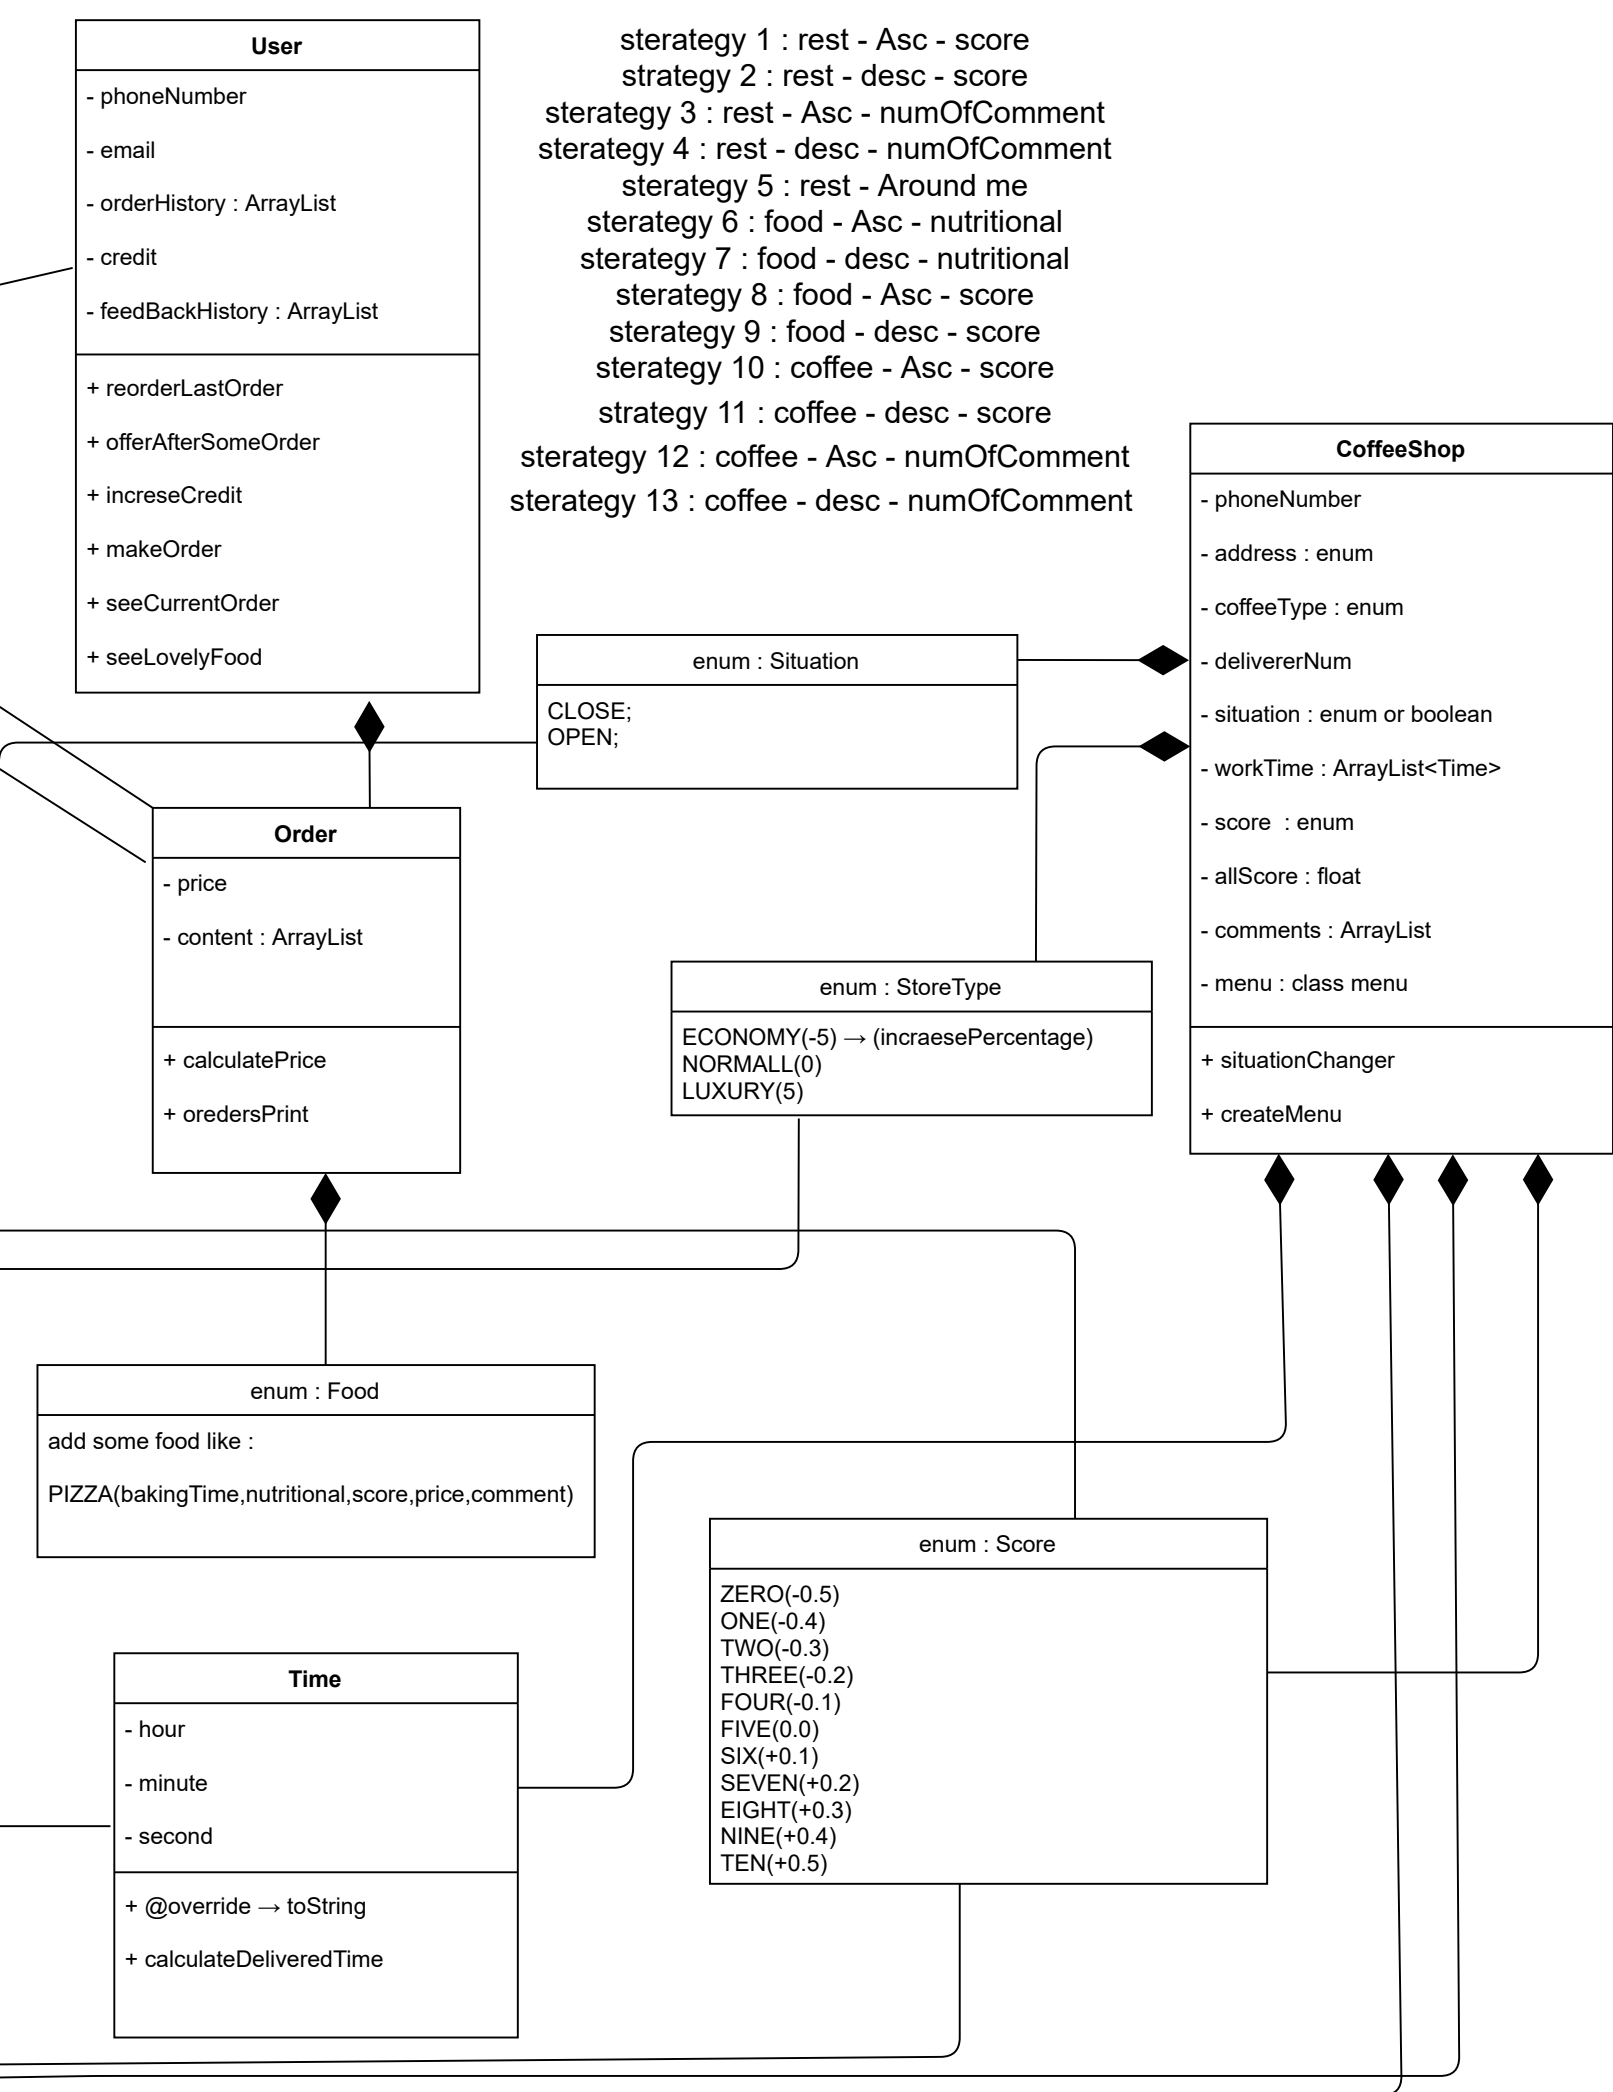 User
- phoneNumber
- email
- orderHistory : ArrayList
- credit
- feedBackHistory : ArrayList
+ reorderLastOrder
+ offerAfterSomeOrder
+ increseCredit
+ makeOrder
+ seeCurrentOrder
+ seeLovelyFood
sterategy 1 : rest - Asc - score
strategy 2 : rest - desc - score
sterategy 3 : rest - Asc - numOfComment
sterategy 4 : rest - desc - numOfComment
sterategy 5 : rest - Around me
sterategy 6 : food - Asc - nutritional
sterategy 7 : food - desc - nutritional
sterategy 8 : food - Asc - score
sterategy 9 : food - desc - score
sterategy 10 : coffee - Asc - score
strategy 11 : coffee - desc - score
sterategy 12 : coffee - Asc - numOfComment
sterategy 13 : coffee - desc - numOfComment
CoffeeShop
- phoneNumber
- address : enum
- coffeeType : enum
- delivererNum
- situation : enum or boolean
- workTime : ArrayList<Time>
- score  : enum
- allScore : float
- comments : ArrayList
- menu : class menu
+ situationChanger
+ createMenu
enum : Situation
CLOSE;
OPEN;
Order
- price
- content : ArrayList
+ calculatePrice
+ oredersPrint
enum : StoreType
ECONOMY(-5) → (incraesePercentage)
NORMALL(0)
LUXURY(5)
enum : Food
add some food like :
PIZZA(bakingTime,nutritional,score,price,comment)
enum : Score
ZERO(-0.5)
ONE(-0.4)
TWO(-0.3)
THREE(-0.2)
FOUR(-0.1)
FIVE(0.0)
SIX(+0.1)
SEVEN(+0.2)
EIGHT(+0.3)
NINE(+0.4)
TEN(+0.5)
Time
- hour
- minute
- second
+ @override → toString
+ calculateDeliveredTime